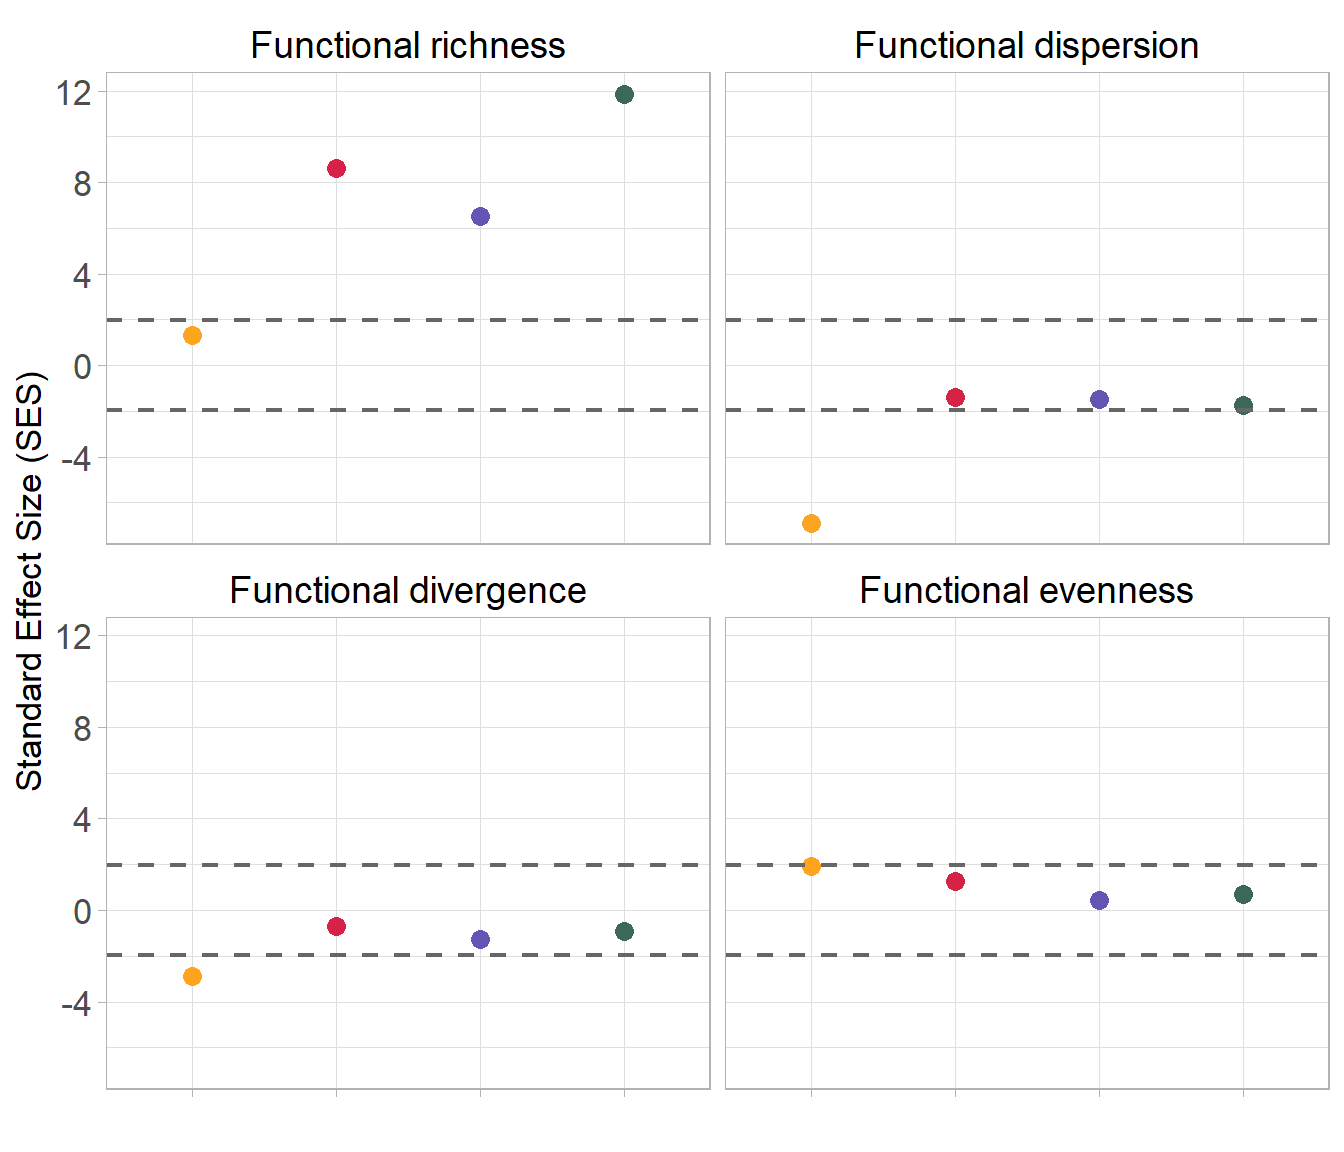 Functional richness
Functional dispersion
12
8
4
0
-4
Standard Effect Size (SES)
Functional divergence
Functional evenness
12
8
4
0
-4